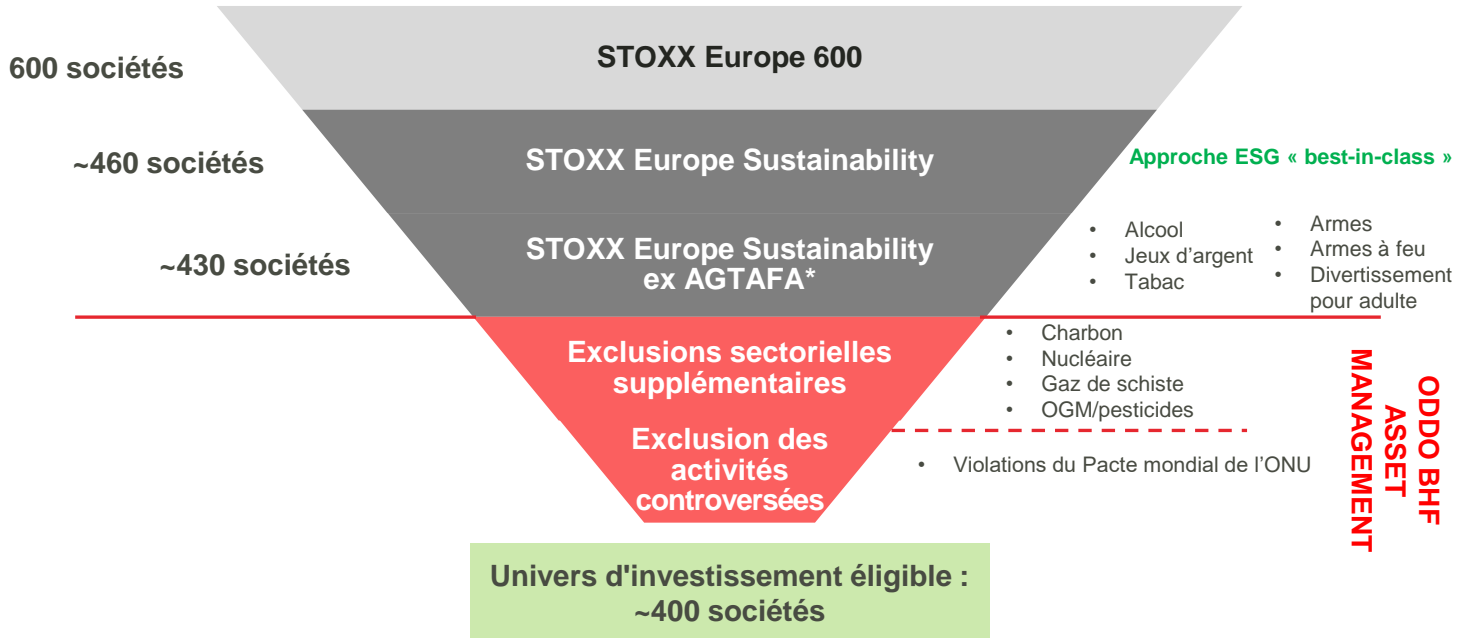 600 sociétés
STOXX Europe 600
~460 sociétés
STOXX Europe Sustainability
Approche ESG « best-in-class »
~430 sociétés
STOXX Europe Sustainability
ex AGTAFA*
• Alcool
• Jeux d'argent
• Tabac
• Armes
• Armes à feu
• Divertissement
pour adulte
Exclusions sectorielles
supplémentaires
• Charbon
• Nucléaire
• Gaz de schiste
• OGM/pesticides
Exclusion des
activités
controversées
• Violations du Pacte mondial de l'ONU
ODDO BHF
ASSET
MANAGEMENT
Univers d'investissement éligible :
~400 sociétés